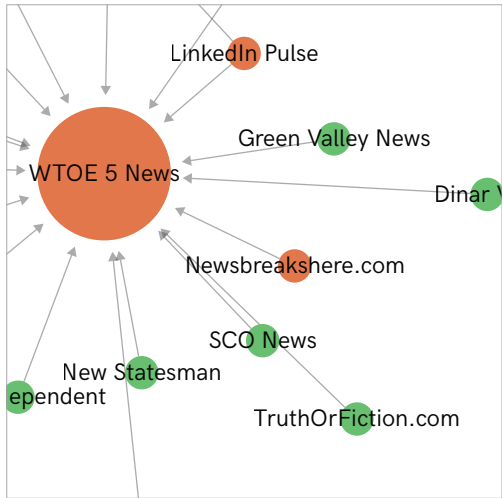 LinkedIn Pulse
Green Valley News
WTOE 5 News
Dinar
Newsbreakshere.com
SCO News
New Statesman
ependent
TruthOrFiction.com